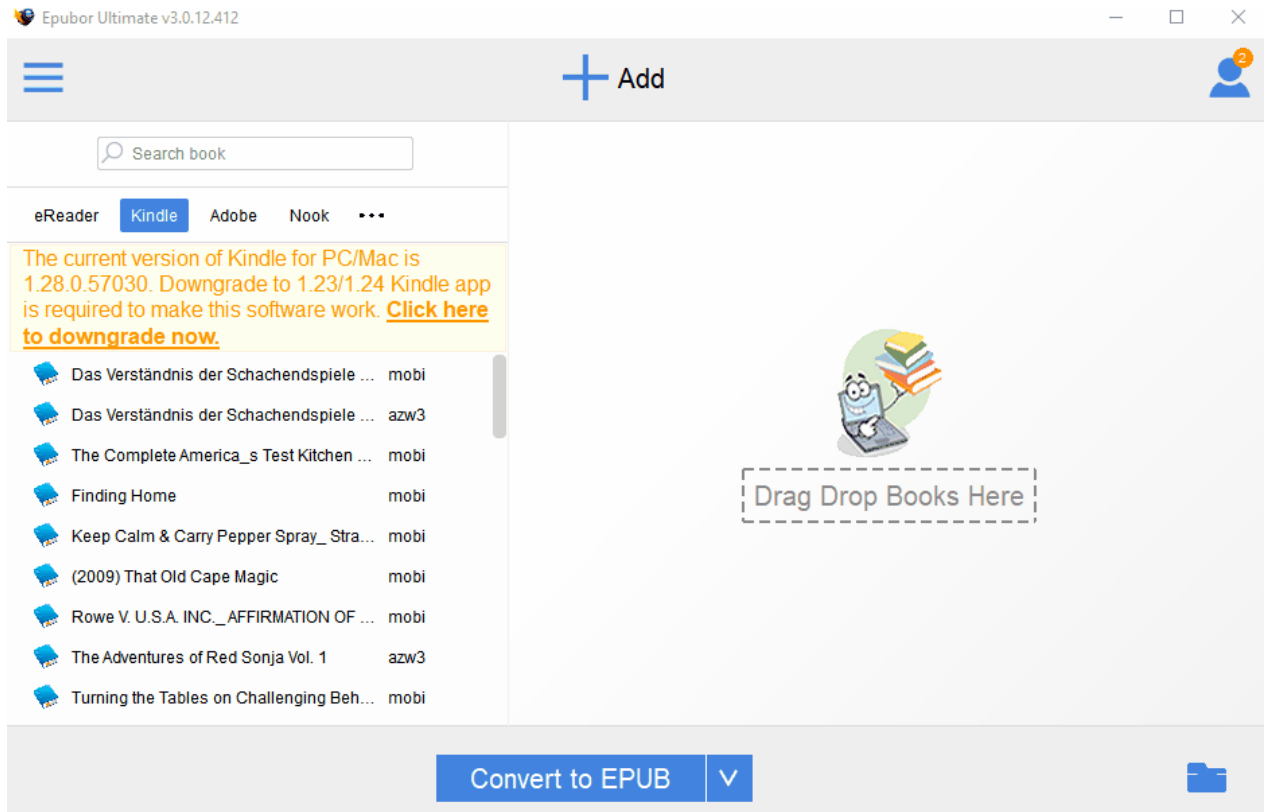 Epubor Ultimate v3.0.12.412
Add
2
Search book
eReader Kindle Adobe Nook
The current version of Kindle for PC/Mac is
1.28.0.57030. Downgrade to 1.23/1.24 Kindle app
is required to make this software work. Click here
to downgrade now.
Das Verständnis der Schachendspiele ... mobi
Das Verständnis der Schachendspiele ... azw3
The Complete America_s Test Kitchen ... mobi
Finding Home mobi
Keep Calm & Carry Pepper Spray_ Stra... mobi
(2009) That Old Cape Magic mobi
Rowe V. U.S.A. INC._ AFFIRMATION OF ... mobi
The Adventures of Red Sonja Vol. 1 azw3
Turning the Tables on Challenging Beh... mobi
Drag Drop Books Here
Convert to EPUB